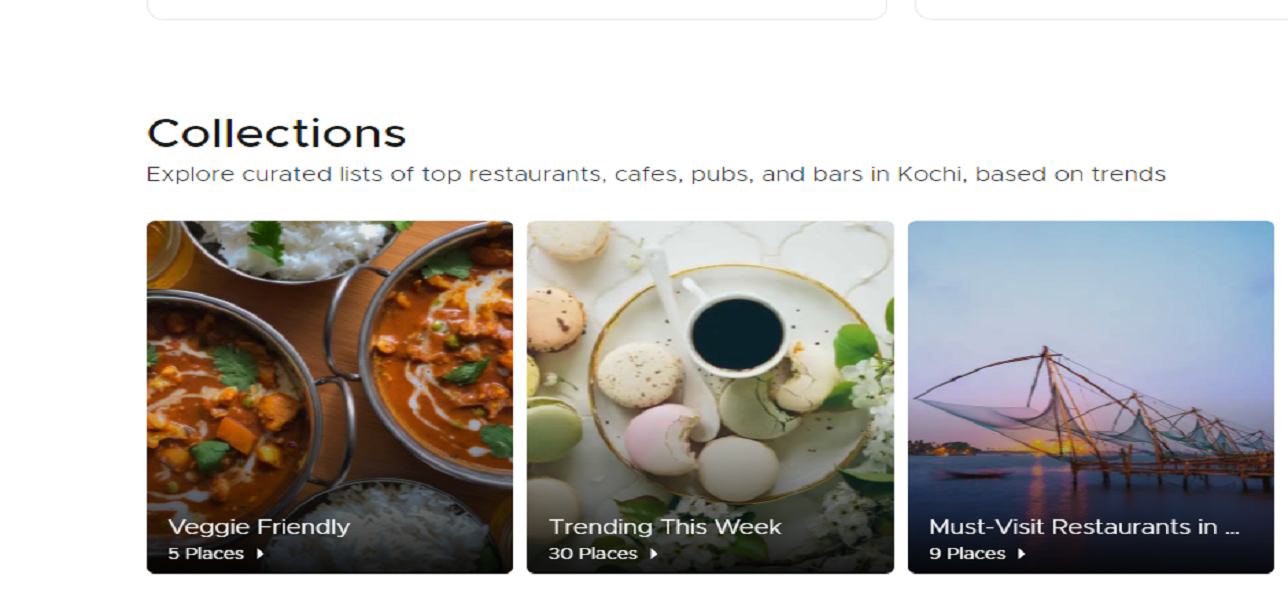 Collections
Explore curated lists of top restaurants, cafes, pubs, and bars in Kochi, based on trends
Veggie Friendly
5 Places
Trending This Week
30 Places
Must-Visit Restaurants in ...
9 Places